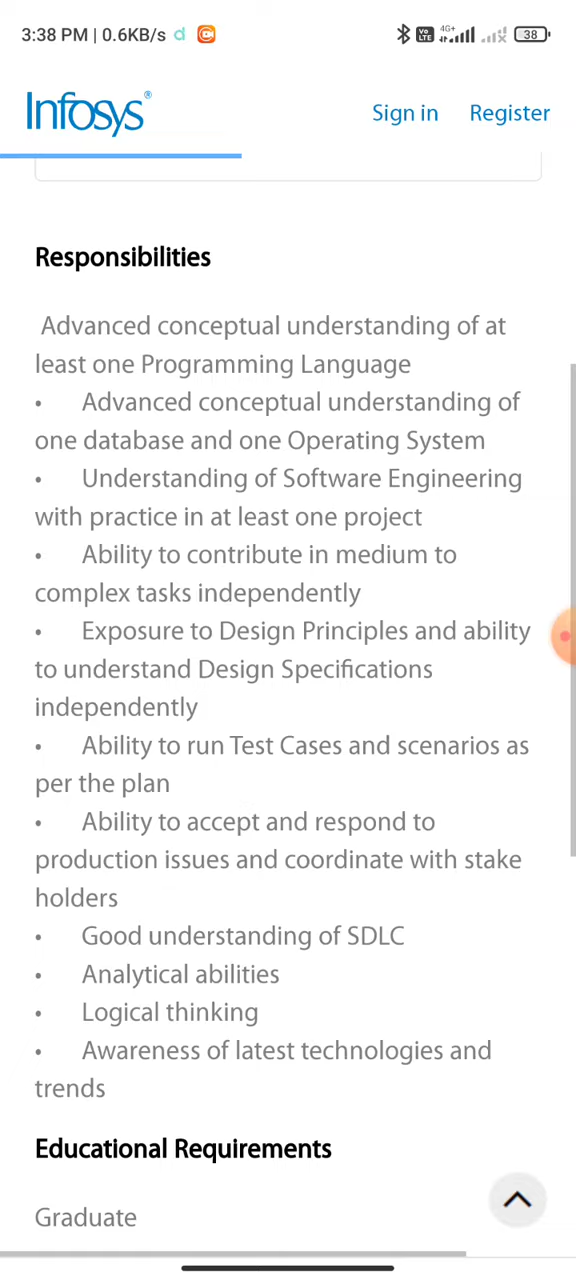 3:38 PM | 0.6KB/s d
Vo LTE 4G+ 38
Infosys®
Sign in Register
Responsibilities
Advanced conceptual understanding of at
least one Programming Language
• Advanced conceptual understanding of
one database and one Operating System
• Understanding of Software Engineering
with practice in at least one project
• Ability to contribute in medium to
complex tasks independently
• Exposure to Design Principles and ability
to understand Design Specifications
independently
• Ability to run Test Cases and scenarios as
per the plan
• Ability to accept and respond to
production issues and coordinate with stake
holders
• Good understanding of SDLC
• Analytical abilities
• Logical thinking
• Awareness of latest technologies and
trends
Educational Requirements
Graduate